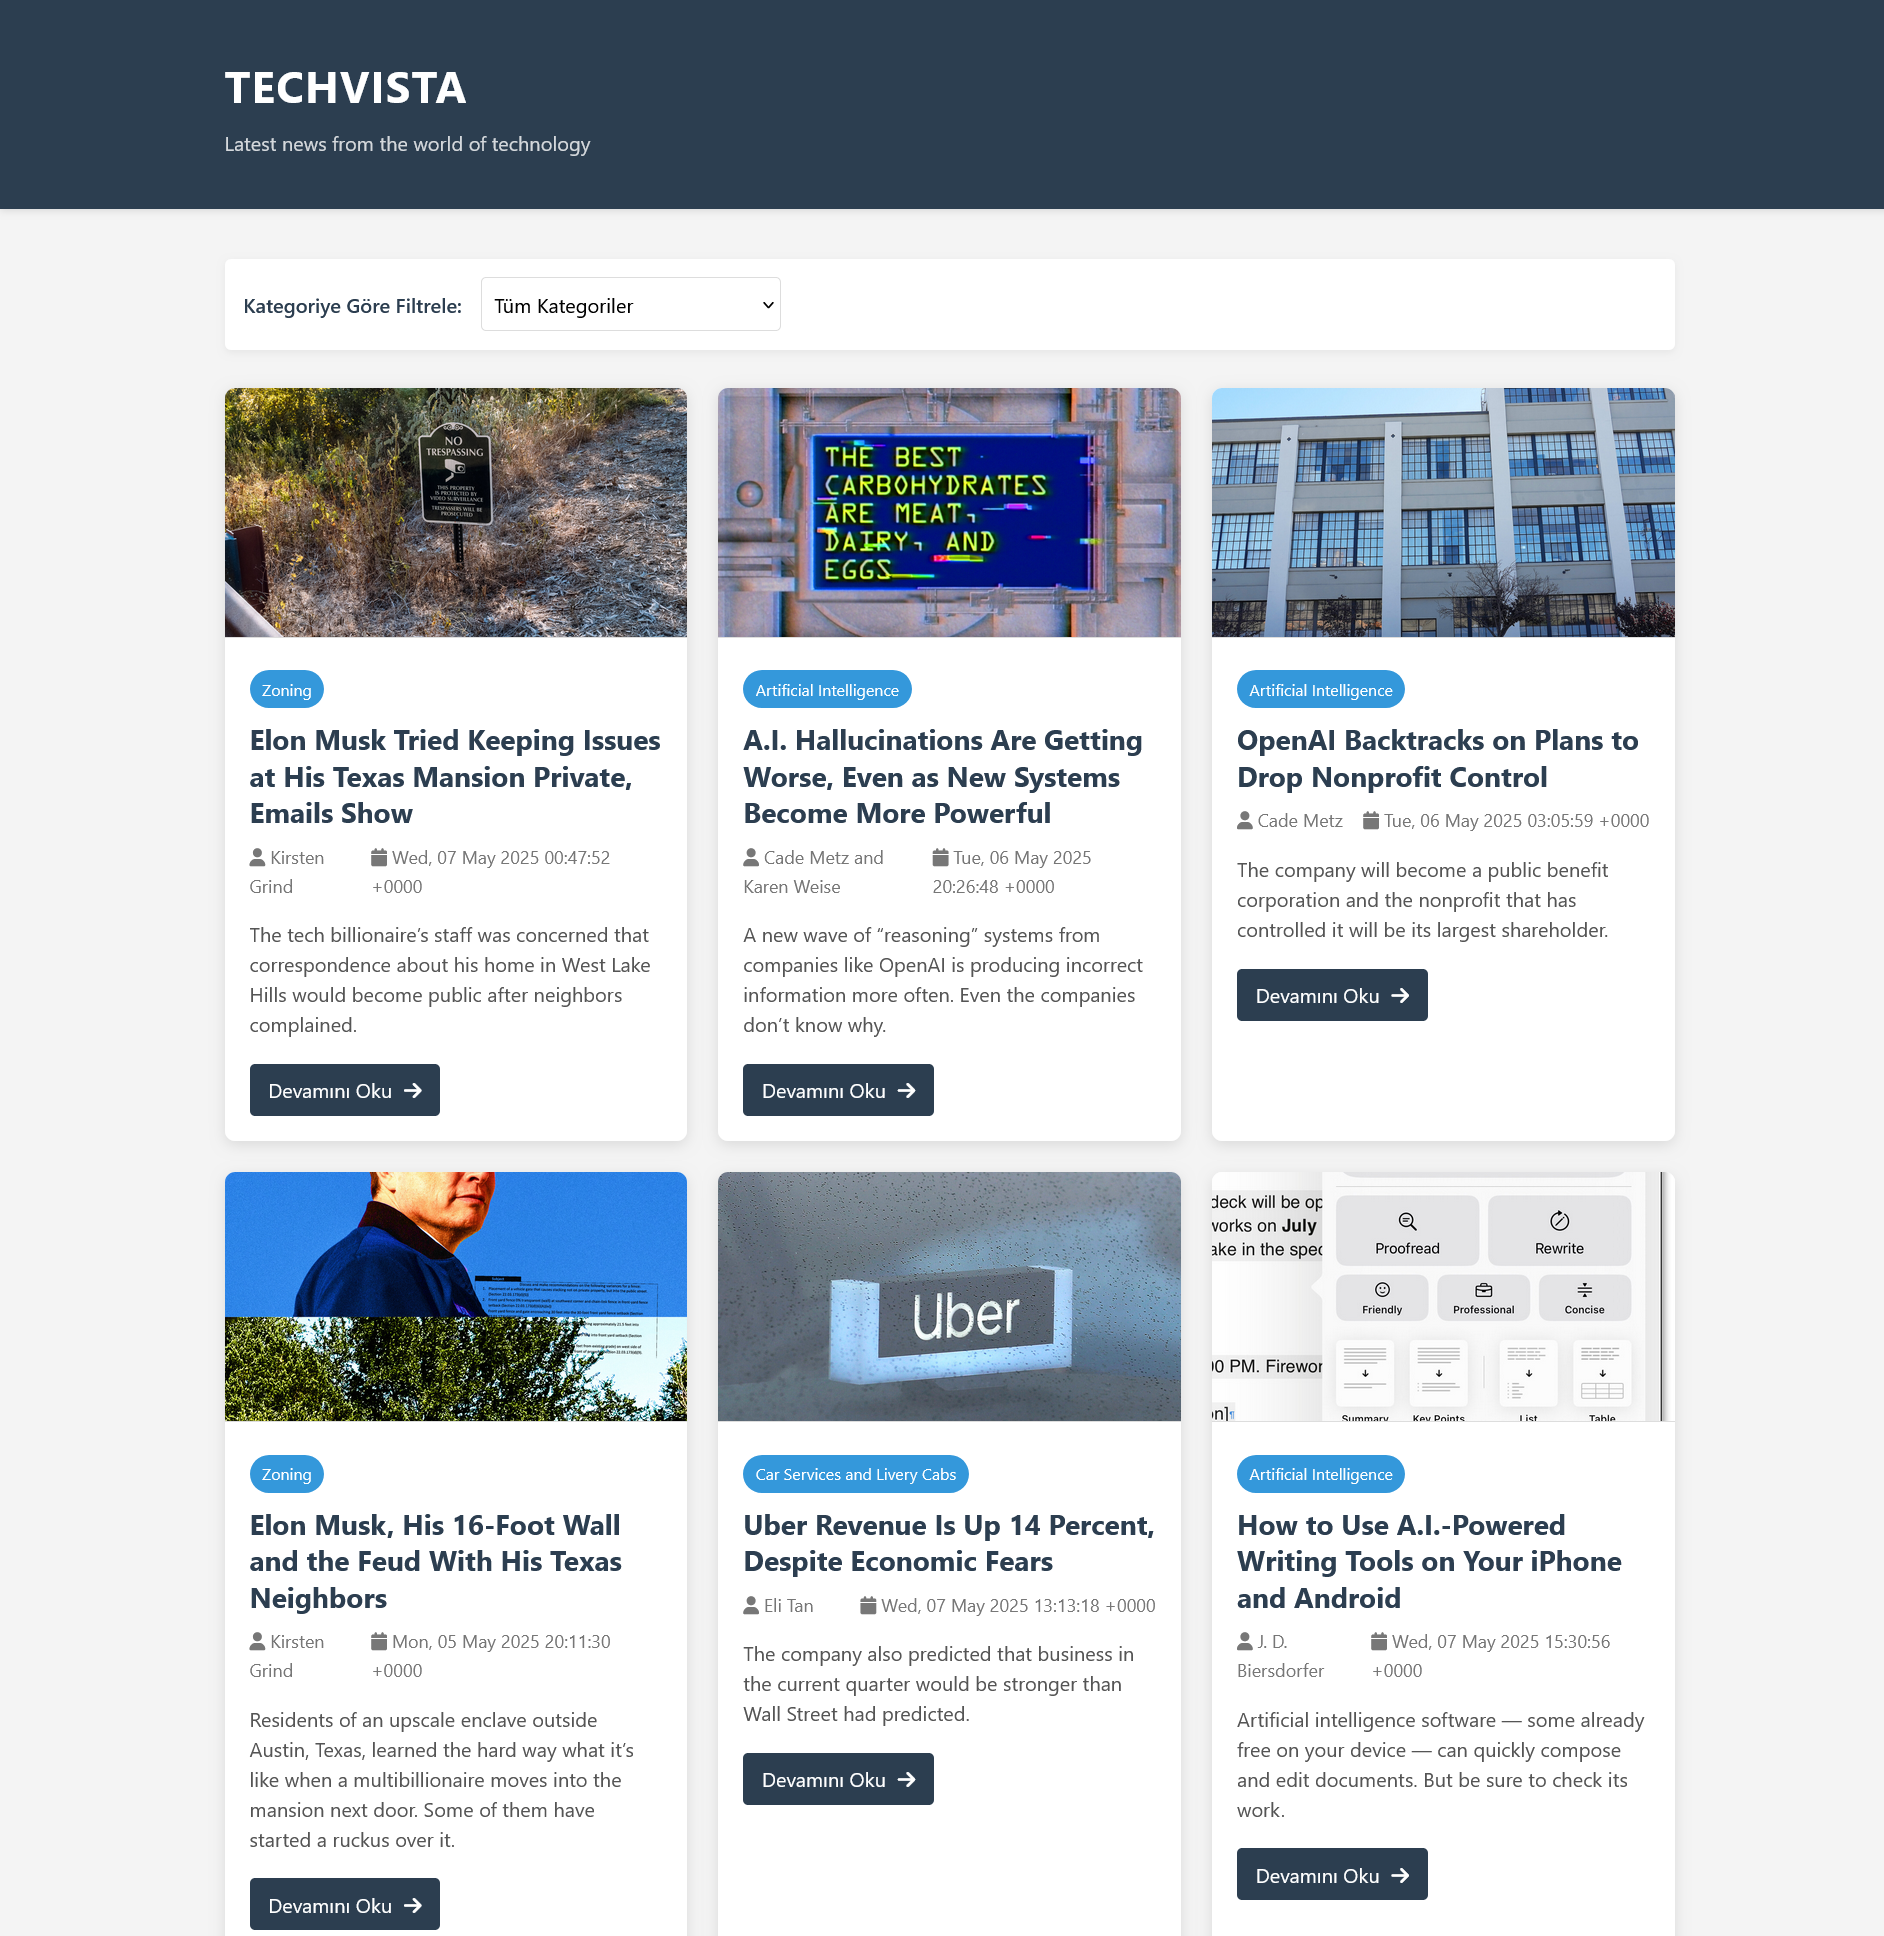 TECHVISTA
Latest news from the world of technology
Kategoriye Göre Filtrele:
Tüm Kategoriler
NO
TRESPASSING
THIS PROPERTY
IS PROTECTED BY
VIDEO SURVEILLANCE
TRESPASSERS WILL BE
PROSECUTED
Zoning
Elon Musk Tried Keeping Issues
at His Texas Mansion Private,
Emails Show
Kirsten
Grind
Wed, 07 May 2025 00:47:52
+0000
The tech billionaire’s staff was concerned that
correspondence about his home in West Lake
Hills would become public after neighbors
complained.
Devamını Oku
THE BEST
CARBOHYDRATES
ARE MEAT,
DAIRY, AND
EGGS
Artificial Intelligence
A.I. Hallucinations Are Getting
Worse, Even as New Systems
Become More Powerful
Cade Metz and
Karen Weise
Tue, 06 May 2025
20:26:48 +0000
A new wave of “reasoning” systems from
companies like OpenAI is producing incorrect
information more often. Even the companies
don’t know why.
Devamını Oku
Artificial Intelligence
OpenAI Backtracks on Plans to
Drop Nonprofit Control
Cade Metz
Tue, 06 May 2025 03:05:59 +0000
The company will become a public benefit
corporation and the nonprofit that has
controlled it will be its largest shareholder.
Devamını Oku
Zoning
Elon Musk, His 16-Foot Wall
and the Feud With His Texas
Neighbors
Kirsten
Grind
Mon, 05 May 2025 20:11:30
+0000
Residents of an upscale enclave outside
Austin, Texas, learned the hard way what it’s
like when a multibillionaire moves into the
mansion next door. Some of them have
started a ruckus over it.
Devamını Oku
Uber
Car Services and Livery Cabs
Uber Revenue Is Up 14 Percent,
Despite Economic Fears
Eli Tan
Wed, 07 May 2025 13:13:18 +0000
The company also predicted that business in
the current quarter would be stronger than
Wall Street had predicted.
Devamını Oku
deck will be op
works on July
ake in the spec
00 PM. Firewor
on]
Proofread
Rewrite
Friendly
Professional
Concise
Summary
Key Points
List
Table
Artificial Intelligence
How to Use A.I.-Powered
Writing Tools on Your iPhone
and Android
J. D.
Biersdorfer
Wed, 07 May 2025 15:30:56
+0000
Artificial intelligence software — some already
free on your device — can quickly compose
and edit documents. But be sure to check its
work.
Devamını Oku